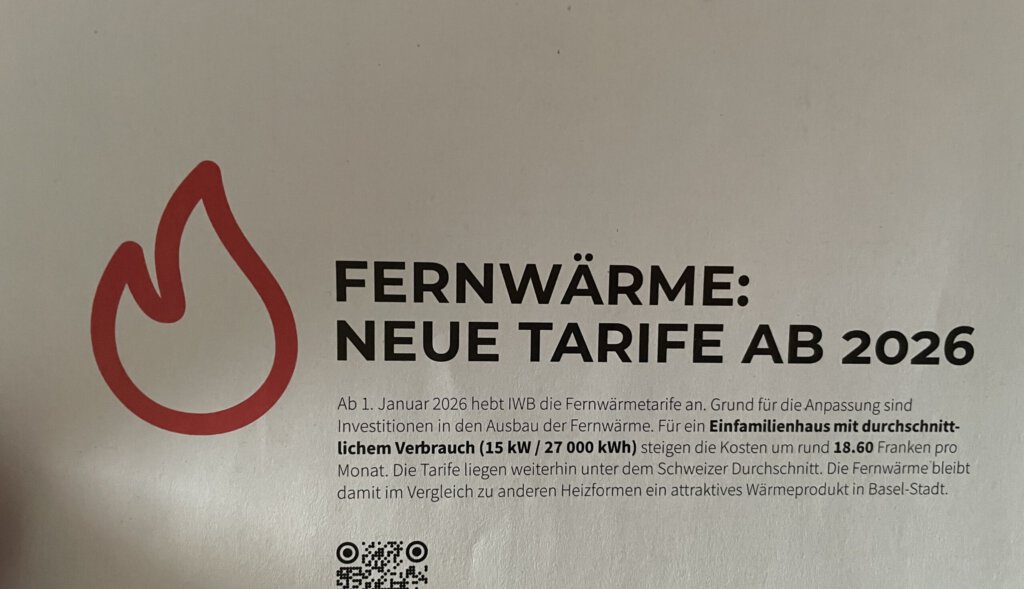 FERNWÄRME:
NEUE TARIFE AB 2026
Ab 1. Januar 2026 hebt IWB die Fernwärmetarife an. Grund für die Anpassung sind
Investitionen in den Ausbau der Fernwärme. Für ein Einfamilienhaus mit durchschnitt-
lichem Verbrauch (15 kW / 27 000 kWh) steigen die Kosten um rund 18.60 Franken pro
Monat. Die Tarife liegen weiterhin unter dem Schweizer Durchschnitt. Die Fernwärme bleibt
damit im Vergleich zu anderen Heizformen ein attraktives Wärmeprodukt in Basel-Stadt.